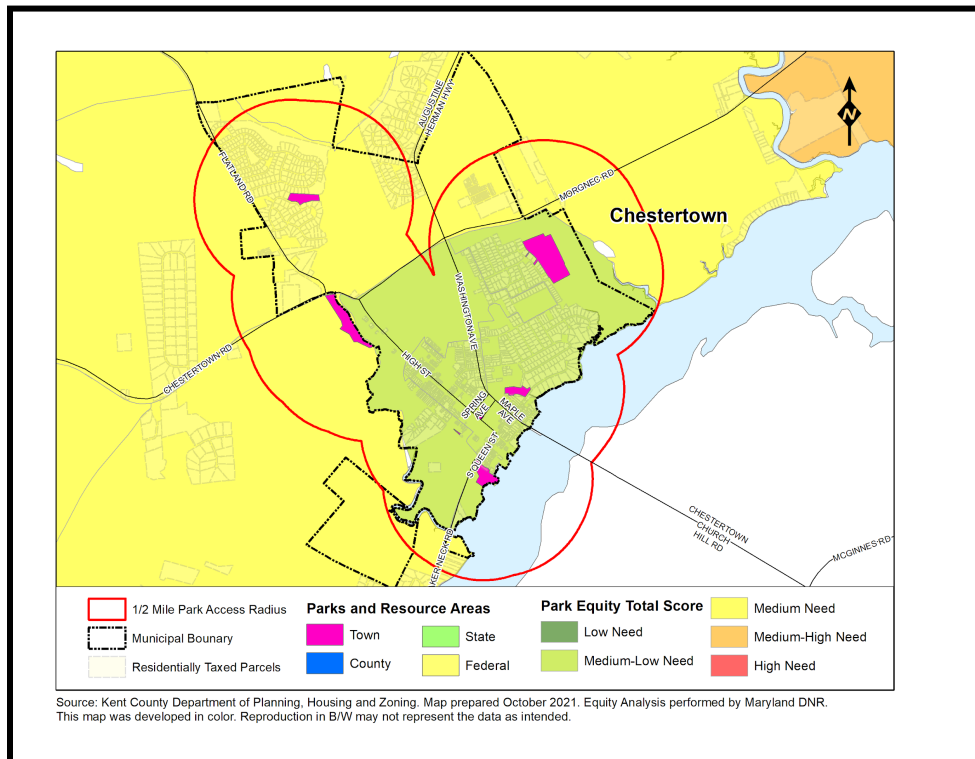 AUGUSTINE
HERMAN HWY
FLATLAND RD
MORGNEC RD
Chestertown
N
WASHINGTON AVE
CHESTERTOWN RD
HIGH ST
SPRING
AVE
MAPLE
AVE
S QUEEN ST
CHESTERTOWN
CHURCH
HILL RD
MCGINNES RD
AKER NECK RD
1/2 Mile Park Access Radius
Municipal Bounary
Residentially Taxed Parcels
Parks and Resource Areas
Town
County
State
Federal
Park Equity Total Score
Low Need
Medium-Low Need
Medium Need
Medium-High Need
High Need
Source: Kent County Department of Planning, Housing and Zoning. Map prepared October 2021. Equity Analysis performed by Maryland DNR.
This map was developed in color. Reproduction in B/W may not represent the data as intended.